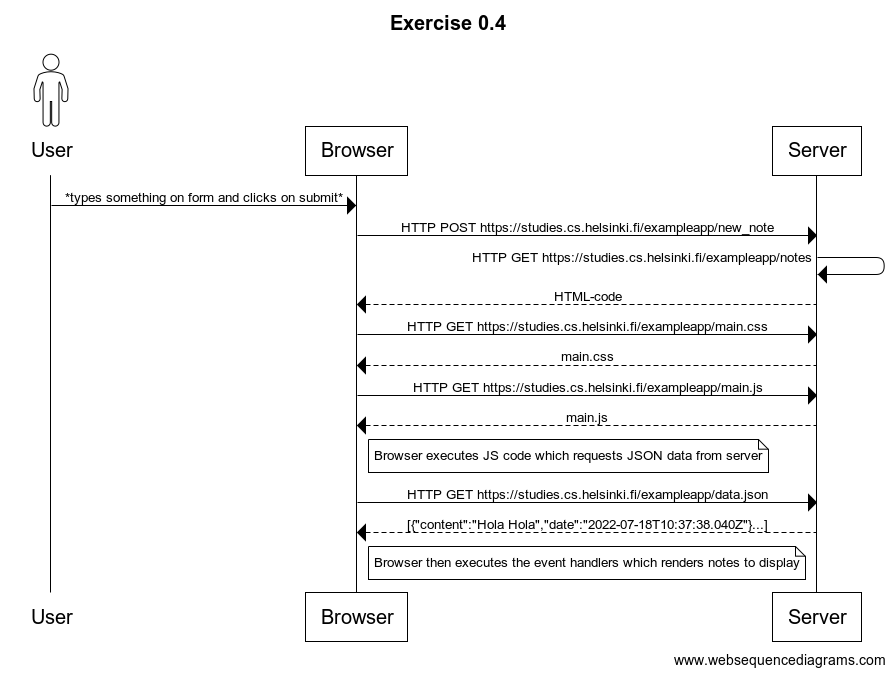 Exercise 0.4
User
Browser
Server
*types something on form and clicks on submit*
HTTP POST https://studies.cs.helsinki.fi/exampleapp/new_note
HTTP GET https://studies.cs.helsinki.fi/exampleapp/notes
HTML-code
HTTP GET https://studies.cs.helsinki.fi/exampleapp/main.css
main.css
HTTP GET https://studies.cs.helsinki.fi/exampleapp/main.js
main.js
Browser executes JS code which requests JSON data from server
HTTP GET https://studies.cs.helsinki.fi/exampleapp/data.json
[{"content":"Hola Hola","date":"2022-07-18T10:37:38.040Z"}...]
Browser then executes the event handlers which renders notes to display
User
Browser
Server
www.websequencediagrams.com